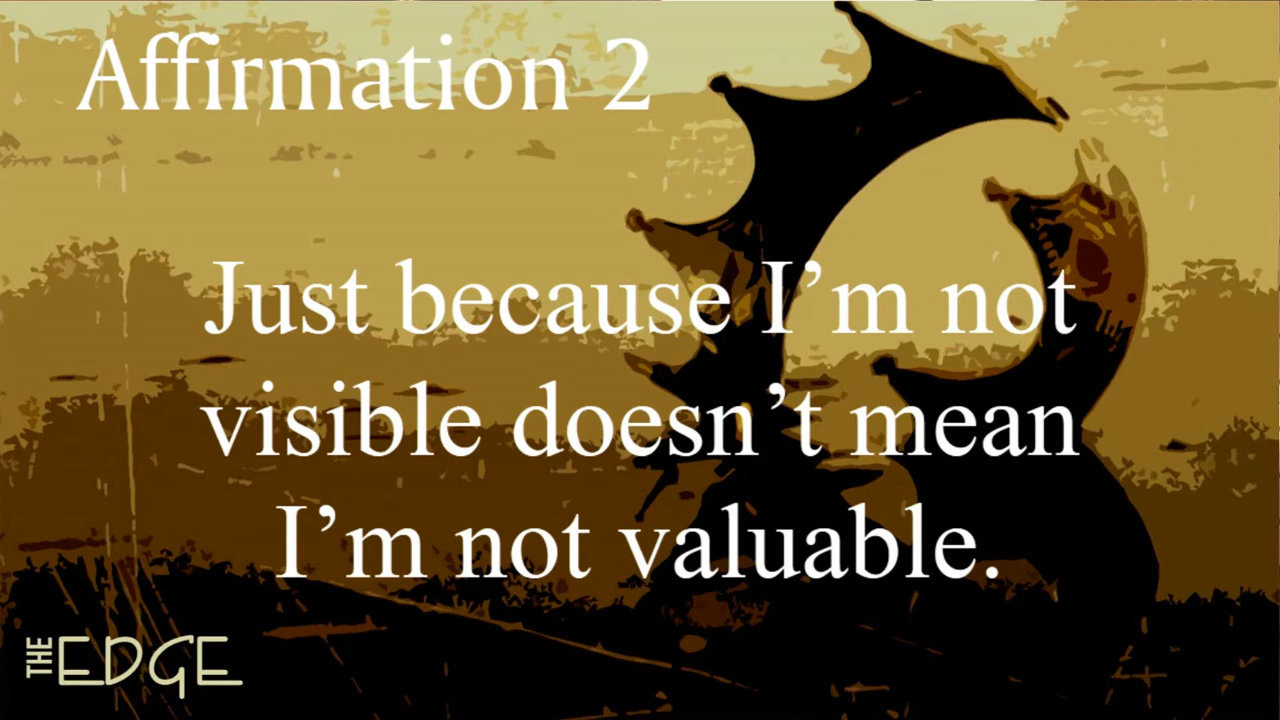 Affirmation 2
Just because I’m not
visible doesn’t mean
I’m not valuable.
THE EDGE